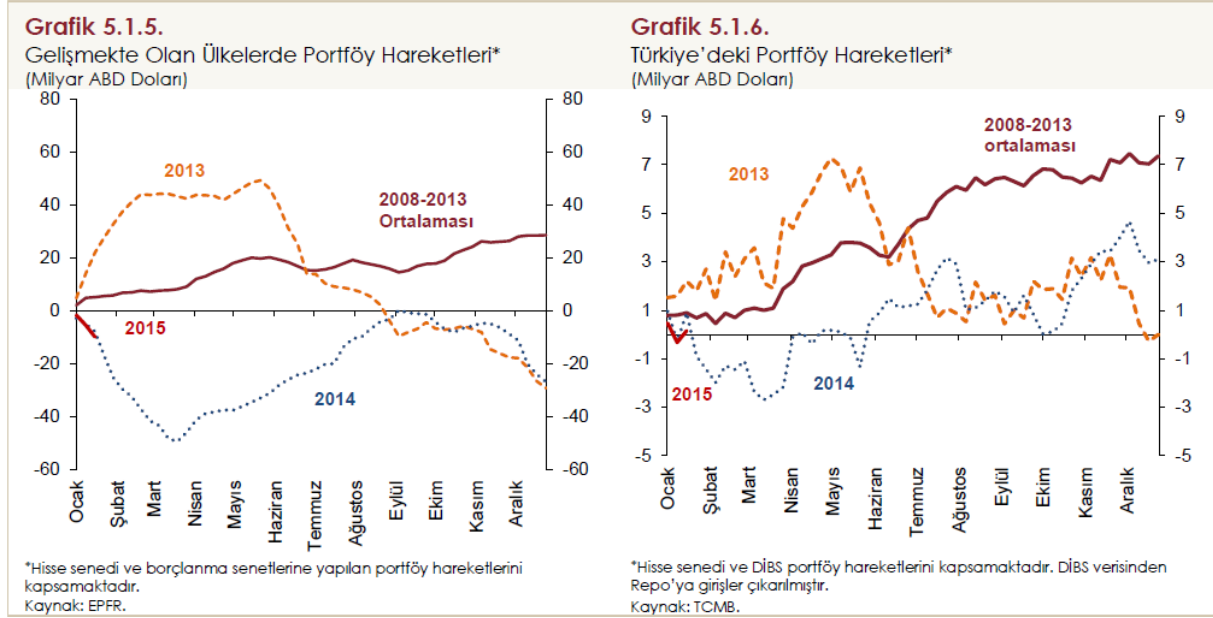 Grafik 5.1.5.
Gelişmekte Olan Ülkelerde Portföy Hareketleri*
(Milyar ABD Doları)
80
60
40
20
0
-20
-40
-60
80
60
40
20
0
-20
-40
-60
2013
2008-2013
Ortalaması
2015
2014
Ocak
Şubat
Mart
Nisan
Mayıs
Haziran
Temmuz
Ağustos
Eylül
Ekim
Kasım
Aralık
*Hisse senedi ve borçlanma senetlerine yapılan portföy hareketlerini
kapsamaktadır.
Kaynak: EPFR.
Grafik 5.1.6.
Türkiye’deki Portföy Hareketleri*
(Milyar ABD Doları)
9
7
5
3
1
-1
-3
-5
9
7
5
3
1
-1
-3
-5
2008-2013
ortalaması
2013
2014
2015
Ocak
Şubat
Mart
Nisan
Mayıs
Haziran
Temmuz
Ağustos
Eylül
Ekim
Kasım
Aralık
*Hisse senedi ve DİBS portföy hareketlerini kapsamaktadır. DİBS verisinden
Repo’ya girişler çıkarılmıştır.
Kaynak: TCMB.